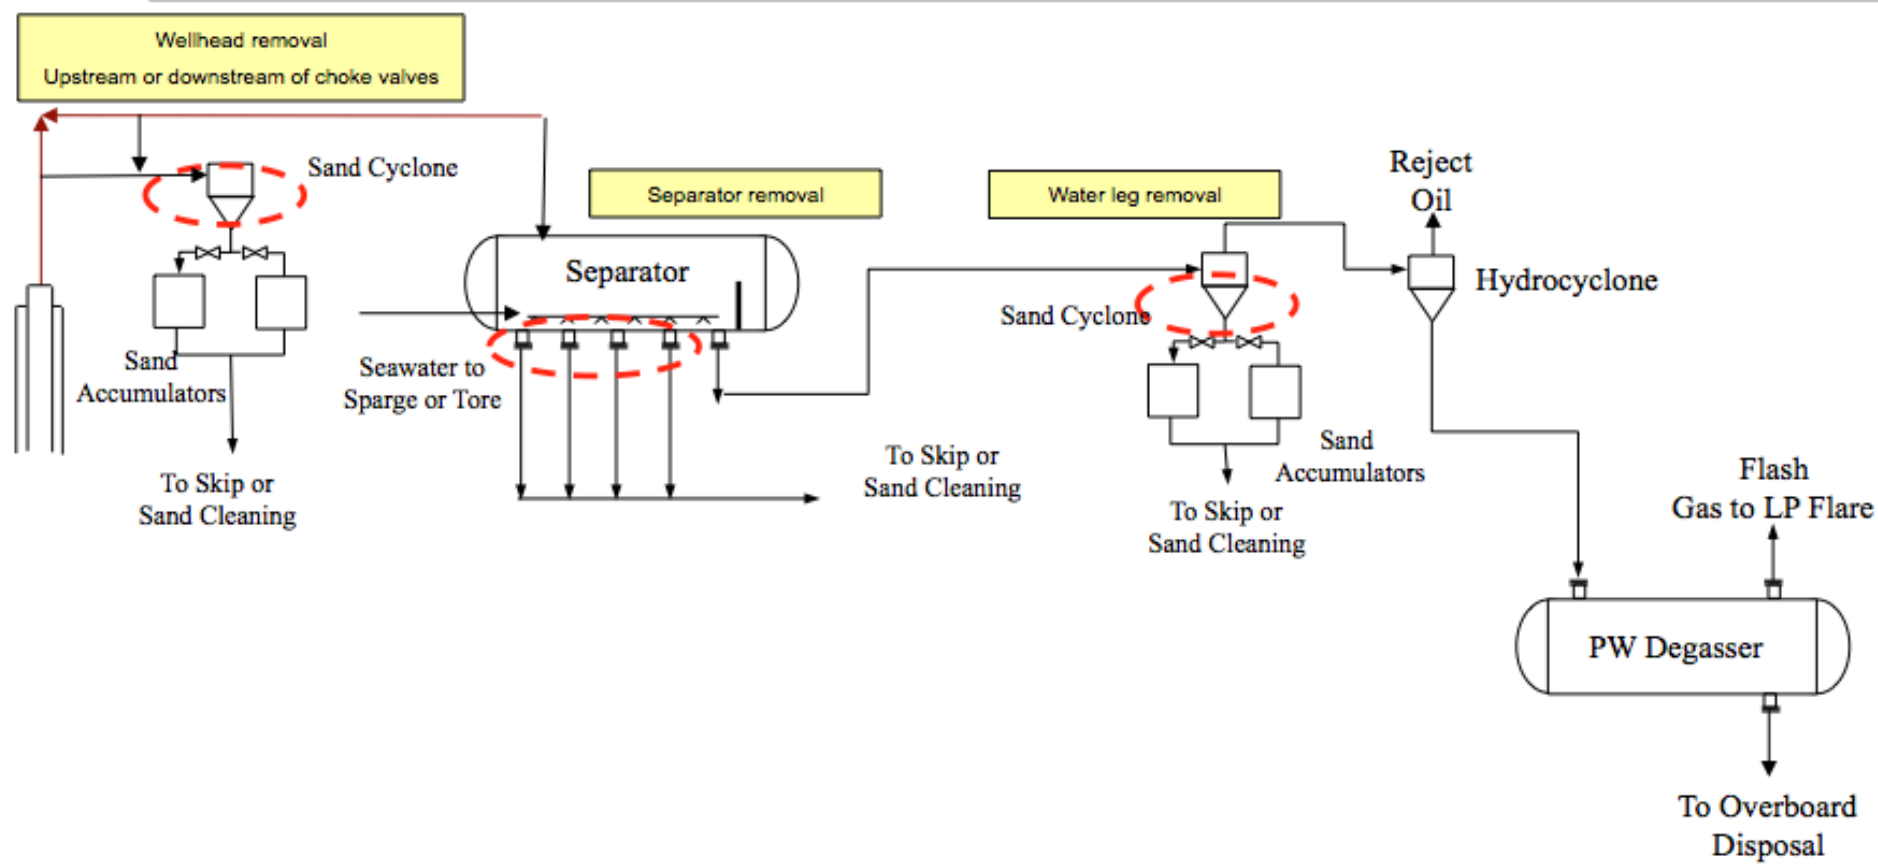 Wellhead removal
Upstream or downstream of choke valves
Sand Cyclone
Separator removal
Water leg removal
Reject
Oil
Separator
Hydrocyclone
Sand Cyclone
Sand
Accumulators
Seawater to
Sparge or Tore
To Skip or
Sand Cleaning
To Skip or
Sand Cleaning
Sand
Accumulators
To Skip or
Sand Cleaning
Flash
Gas to LP Flare
PW Degasser
To Overboard
Disposal